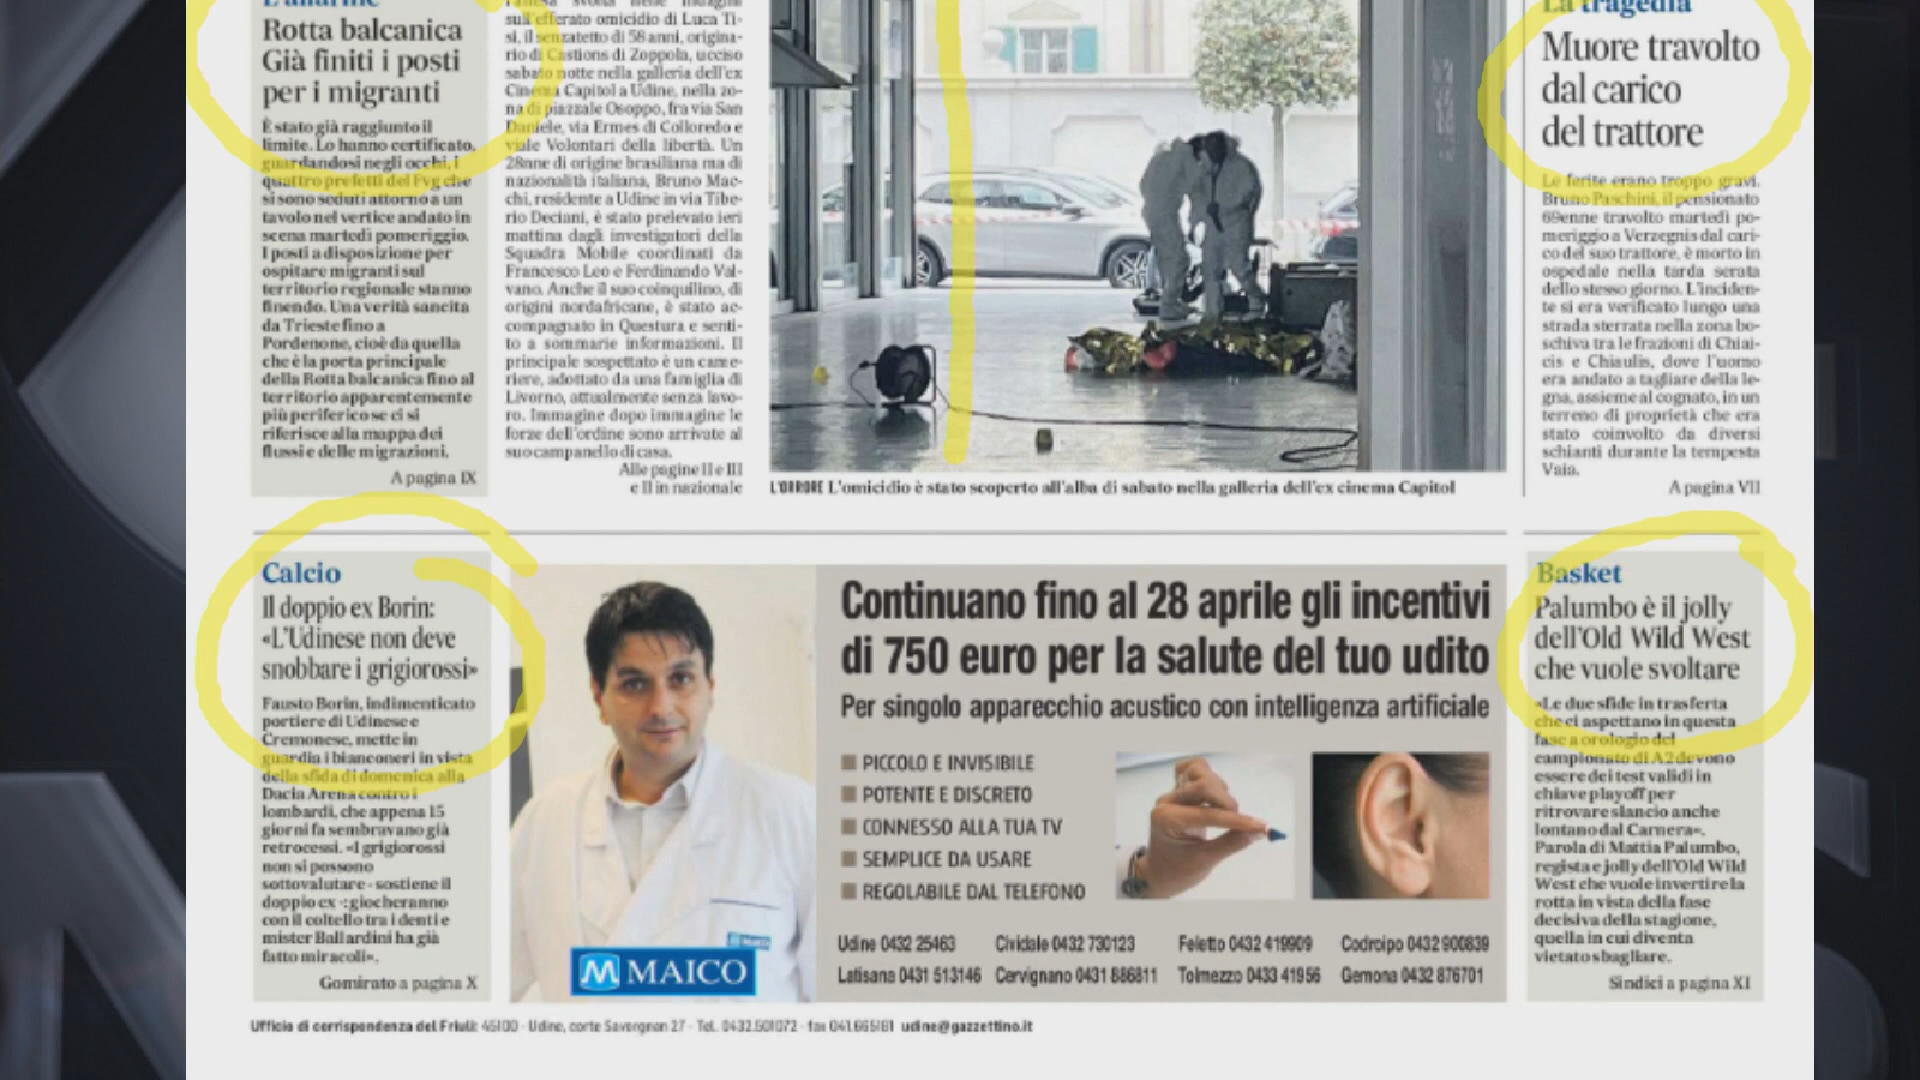 L'allarme
Rotta balcanica
Già finiti i posti
per i migranti
È stato già raggiunto il
limite. Lo hanno certificato,
guardandosi negli occhi, i
quattro prefetti del Fvg che
si sono seduti attorno a un
tavolo nel vertice andato in
scena martedì pomeriggio.
I posti a disposizione per
ospitare migranti sul
territorio regionale stanno
finendo. Una verità sancita
da Trieste fino a
Pordenone, cioè da quella
che è la porta principale
della Rotta balcanica fino al
territorio apparentemente
più periferico se ci si
riferisce alla mappa dei
flussi e delle migrazioni.
A pagina IX
svolta nelle indagini
sull'efferato omicidio di Luca Ti-
si, il senzatetto di 58 anni, origina-
rio di Castions di Zoppola, ucciso
sabato notte nella galleria dell'ex
Cinema Capitol a Udine, nella zo-
na di piazzale Osoppo, fra via San
Daniele, via Ermes di Colloredo e
viale Volontari della libertà. Un
28nne di origine brasiliana ma di
nazionalità italiana, Bruno Mac-
chi, residente a Udine in via Tibe-
rio Deciani, è stato prelevato ieri
mattina dagli investigatori della
Squadra Mobile coordinati da
Francesco Leo e Ferdinando Val-
vano. Anche il suo coinquilino, di
origini nordafricane, è stato ac-
compagnato in Questura e senti-
to a sommarie informazioni. Il
principale sospettato è un came-
riere, adottato da una famiglia di
Livorno, attualmente senza lavo-
ro. Immagine dopo immagine le
forze dell'ordine sono arrivate al
suo campanello di casa.
Alle pagine II e III
e II in nazionale
L'ORRORE L'omicidio è stato scoperto all'alba di sabato nella galleria dell'ex cinema Capitol
La tragedia
Muore travolto
dal carico
del trattore
Le ferite erano troppo gravi.
Bruno Paschini, il pensionato
69enne travolto martedì po-
meriggio a Verzegnis dal cari-
co del suo trattore, è morto in
ospedale nella tarda serata
dello stesso giorno. L'inciden-
te si era verificato lungo una
strada sterrata nella zona bo-
schiva tra le frazioni di Chiai-
cis e Chiaulis, dove l'uomo
era andato a tagliare della le-
gna, assieme al cognato, in un
terreno di proprietà che era
stato coinvolto da diversi
schianti durante la tempesta
Vaia.
A pagina VII
Calcio
Il doppio ex Borin:
«L'Udinese non deve
snobbare i grigiorossi»
Fausto Borin, indimenticato
portiere di Udinese e
Cremonese, mette in
guardia i bianconeri in vista
della sfida di domenica alla
Dacia Arena contro i
lombardi, che appena 15
giorni fa sembravano già
retrocessi. «I grigiorossi
non si possono
sottovalutare - sostiene il
doppio ex -: giocheranno
con il coltello tra i denti e
mister Ballardini ha già
fatto miracoli».
Gomirato a pagina X
Continuano fino al 28 aprile gli incentivi
di 750 euro per la salute del tuo udito
Per singolo apparecchio acustico con intelligenza artificiale
PICCOLO E INVISIBILE
POTENTE E DISCRETO
CONNESSO ALLA TUA TV
SEMPLICE DA USARE
REGOLABILE DAL TELEFONO
MAICO
MAICO
Udine 0432 25463 Cividale 0432 730123 Feletto 0432 419909 Codroipo 0432 900839
Latisana 0431 513146 Cervignano 0431 886811 Tolmezzo 0433 41956 Gemona 0432 876701
Basket
Palumbo è il jolly
dell'Old Wild West
che vuole svoltare
«Le due sfide in trasferta
che ci aspettano in questa
fase a orologio del
campionato di A2 devono
essere dei test validi in
chiave playoff per
ritrovare slancio anche
lontano dal Carnera».
Parola di Mattia Palumbo,
regista e jolly dell'Old Wild
West che vuole invertire la
rotta in vista della fase
decisiva della stagione,
quella in cui diventa
vietato sbagliare.
Sindici a pagina XI
Ufficio di corrispondenza del Friuli: 45100 - Udine, corte Savorgnan 27 - Tel. 0432.501072 - fax 041.665181 udine@gazzettino.it